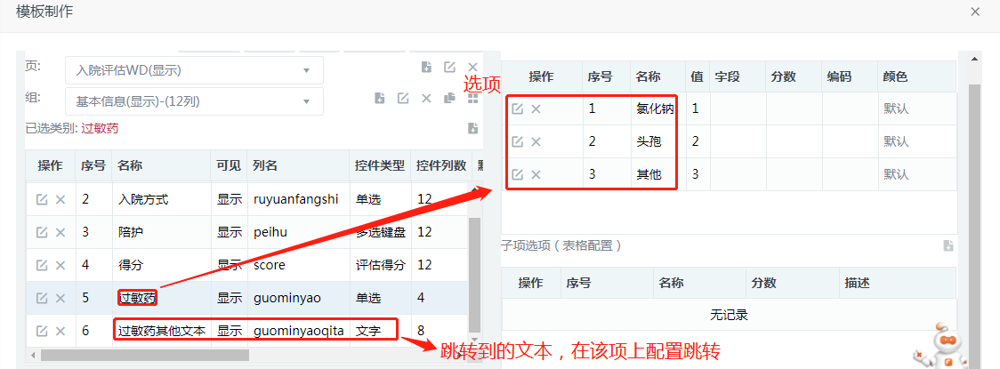 模板制作
页:
入院评估WD(显示)
组:
基本信息(显示)-(12列)
已选类别: 过敏药
操作 序号 名称 可见 列名 控件类型 控件列数
2 入院方式 显示 ruyuanfangshi 单选 12
3 陪护 显示 peihu 多选键盘 12
4 得分 显示 score 评估得分 12
5 过敏药 显示 guominyao 单选 4
6 过敏药其他文本 显示 guominyaoqita 文字 8
选项
操作 序号 名称 值 字段 分数 编码 颜色
1 氯化钠 1 默认
2 头孢 2 默认
3 其他 3 默认
子项选项（表格配置）
操作 序号 名称 分数 描述
无记录
跳转到的文本，在该项上配置跳转